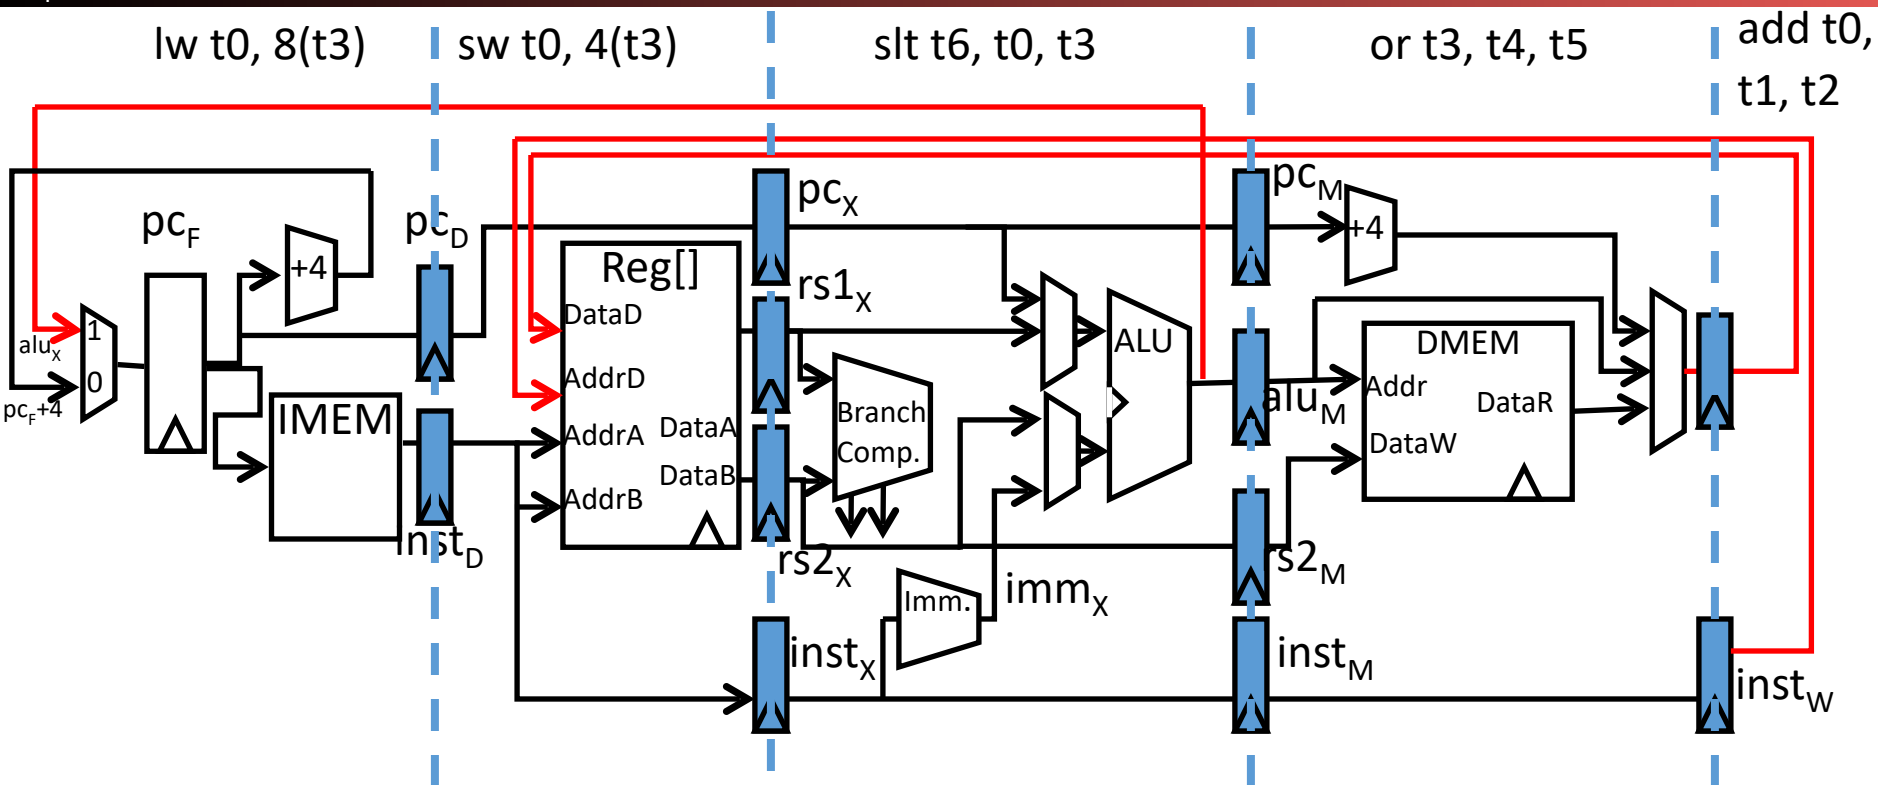 lw t0, 8(t3)
sw t0, 4(t3)
slt t6, t0, t3
or t3, t4, t5
add t0,
t1, t2
pcF
+4
1
0
aluX
pcF+4
IMEM
pcD
instD
Reg[]
DataD
AddrD
AddrA
DataA
DataB
AddrB
pcX
rs1X
Branch
Comp.
rs2X
Imm.
immX
instX
ALU
pcM
+4
aluM
DMEM
Addr
DataR
DataW
rs2M
instM
instW